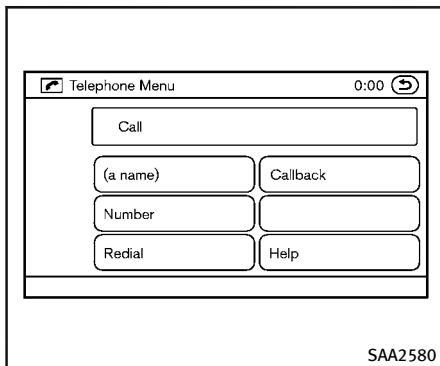 Telephone Menu 0:00
Call
(a name) Callback
Number
Redial Help
SAA2580